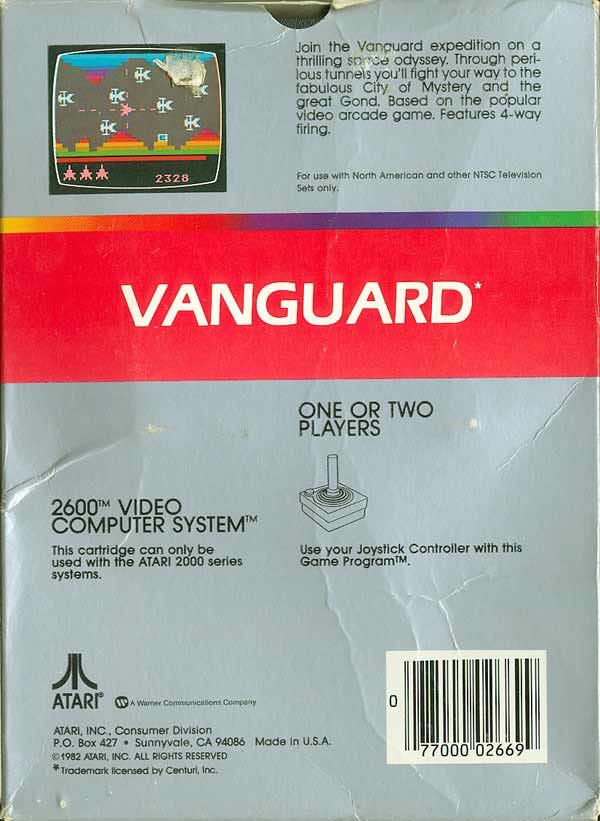 2328
Join the Vanguard expedition on a
thrilling space odyssey. Through peri-
lous tunnels you'll fight your way to the
fabulous City of Mystery and the
great Gond. Based on the popular
video arcade game. Features 4-way
firing.
For use with North American and other NTSC Television
Sets only.
VANGUARD*
ONE OR TWO
PLAYERS
2600™ VIDEO
COMPUTER SYSTEM™
This cartridge can only be
used with the ATARI 2000 series
systems.
Use your Joystick Controller with this
Game Program™.
ATARI®
W A Warner Communications Company
ATARI, INC., Consumer Division
P.O. Box 427 • Sunnyvale, CA 94086 Made in U.S.A.
©1982 ATARI, INC. ALL RIGHTS RESERVED
*Trademark licensed by Centuri, Inc.
0 77000 02669